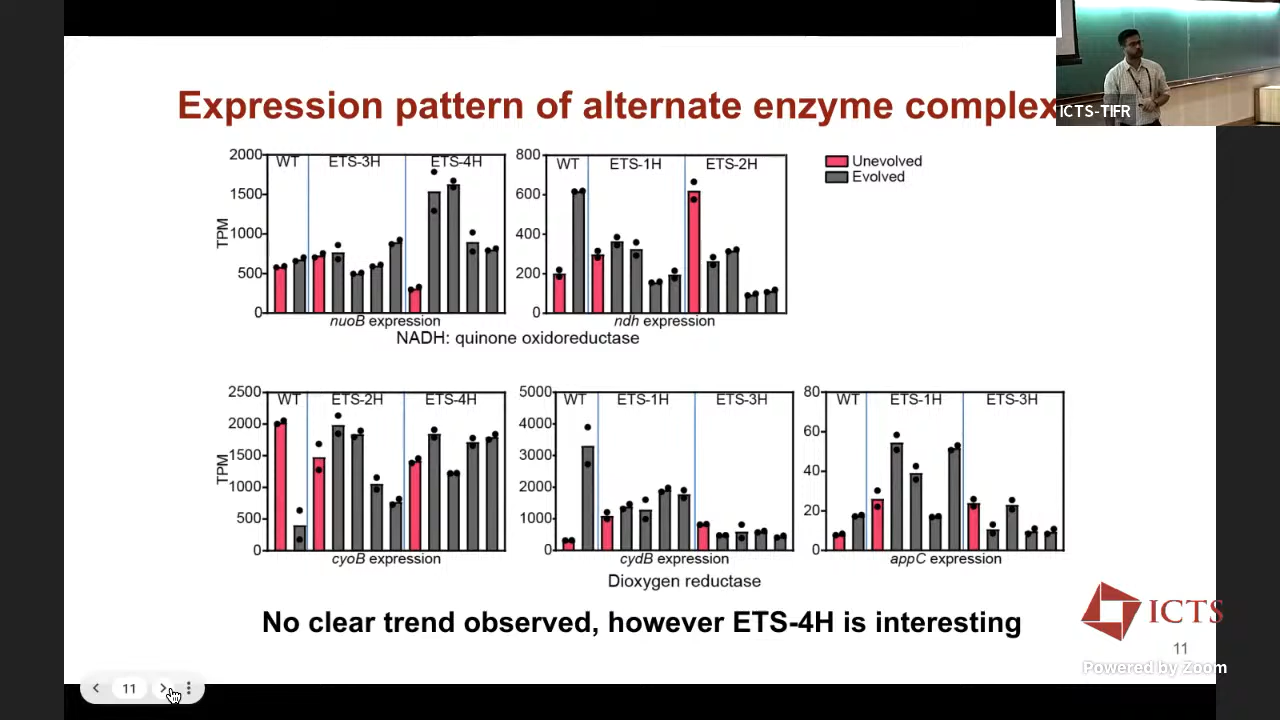 Expression pattern of alternate enzyme complex
ICTS-TIFR
2000
1500
1000
500
0
TPM
WT
ETS-3H
ETS-4H
nuoB expression
800
600
400
200
0
WT
ETS-1H
ETS-2H
ndh expression
Unevolved
Evolved
NADH: quinone oxidoreductase
2500
2000
1500
1000
500
0
TPM
WT
ETS-2H
ETS-4H
cyoB expression
5000
4000
3000
2000
1000
0
WT
ETS-1H
ETS-3H
cydB expression
80
60
40
20
0
WT
ETS-1H
ETS-3H
appC expression
Dioxygen reductase
No clear trend observed, however ETS-4H is interesting
ICTS
11
Powered by Zoom
11